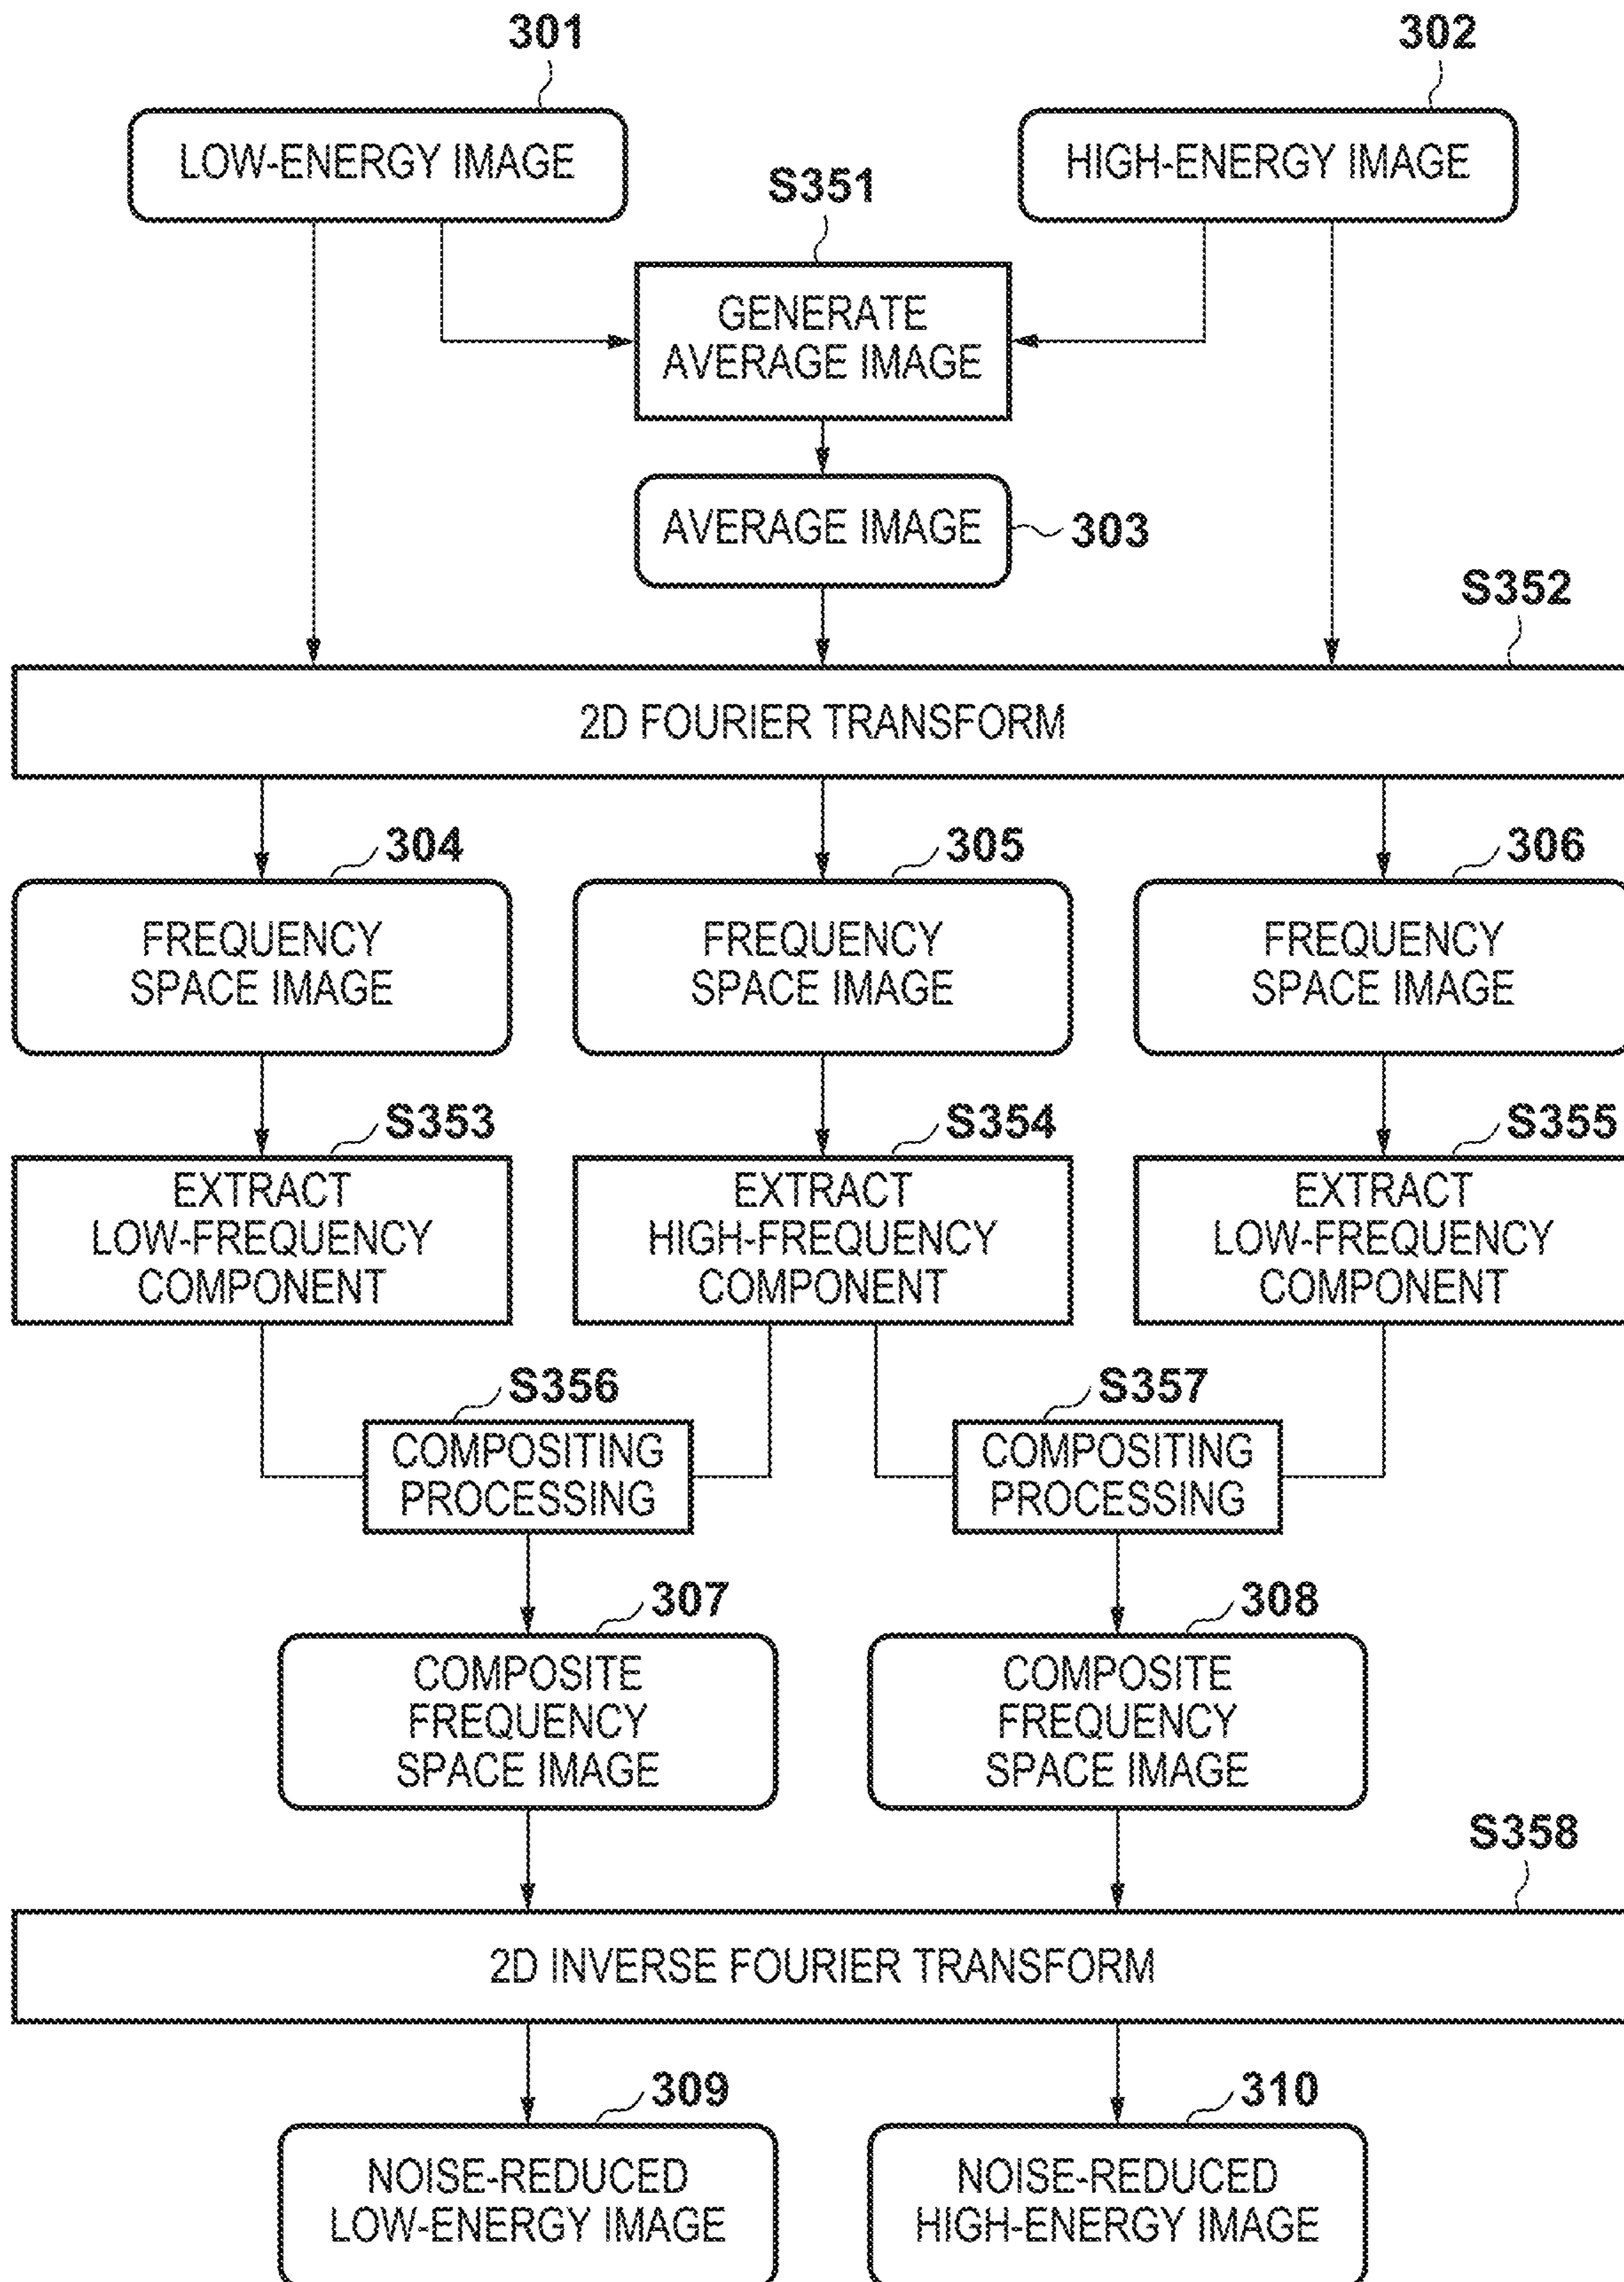 301
302
LOW-ENERGY IMAGE
HIGH-ENERGY IMAGE
S351
GENERATE
AVERAGE IMAGE
AVERAGE IMAGE
303
S352
2D FOURIER TRANSFORM
304
305
306
FREQUENCY
SPACE IMAGE
FREQUENCY
SPACE IMAGE
FREQUENCY
SPACE IMAGE
S353
S354
S355
EXTRACT
LOW-FREQUENCY
COMPONENT
EXTRACT
HIGH-FREQUENCY
COMPONENT
EXTRACT
LOW-FREQUENCY
COMPONENT
S356
S357
COMPOSITING
PROCESSING
COMPOSITING
PROCESSING
307
308
COMPOSITE
FREQUENCY
SPACE IMAGE
COMPOSITE
FREQUENCY
SPACE IMAGE
S358
2D INVERSE FOURIER TRANSFORM
309
310
NOISE-REDUCED
LOW-ENERGY IMAGE
NOISE-REDUCED
HIGH-ENERGY IMAGE